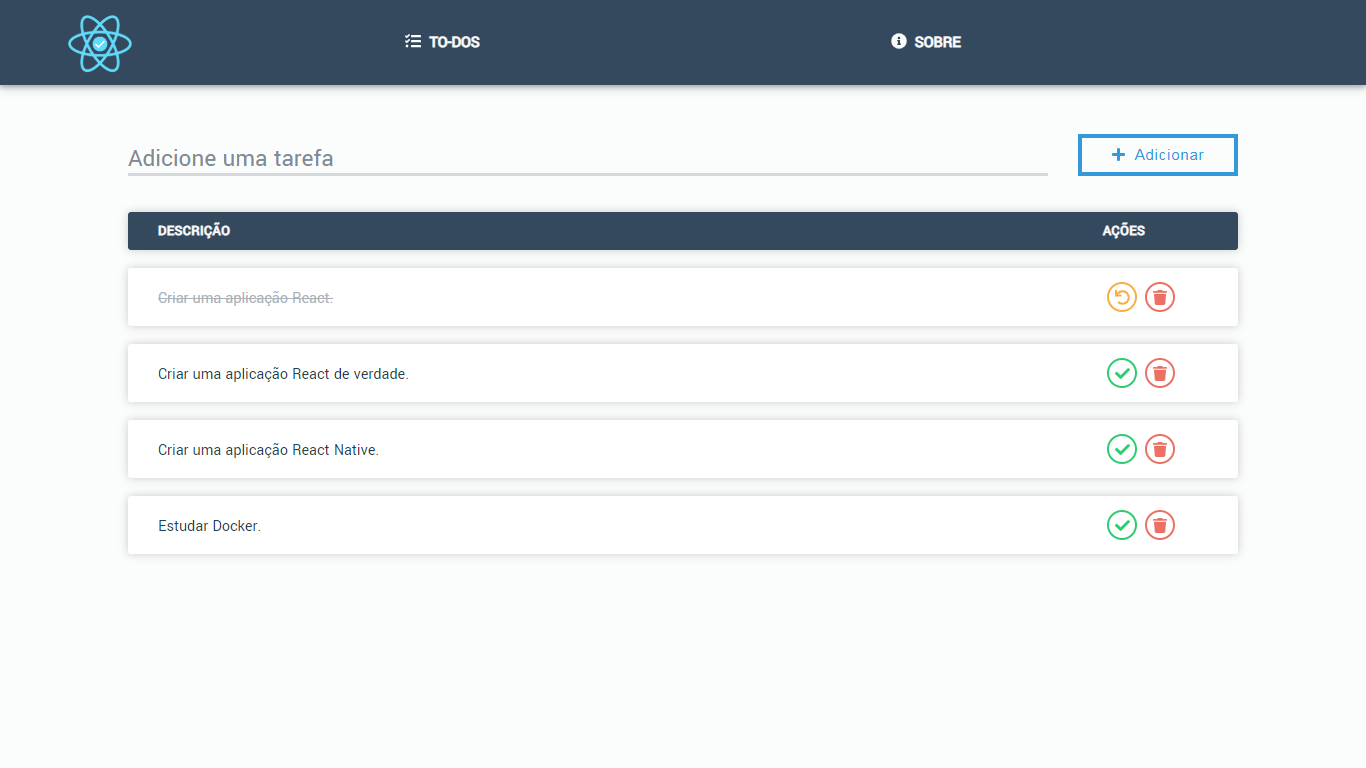 TO-DOS
SOBRE
Adicione uma tarefa
Adicionar
DESCRIÇÃO
AÇÕES
Criar uma aplicação React.
Criar uma aplicação React de verdade.
Criar uma aplicação React Native.
Estudar Docker.